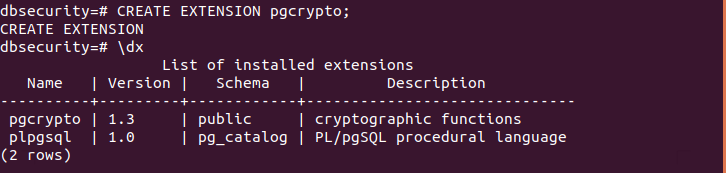 dbsecurity=# CREATE EXTENSION pgcrypto;
CREATE EXTENSION
dbsecurity=# \dx
                 List of installed extensions
   Name   | Version |   Schema   |         Description
----------+---------+------------+------------------------------
 pgcrypto | 1.3     | public     | cryptographic functions
 plpgsql  | 1.0     | pg_catalog | PL/pgSQL procedural language
(2 rows)